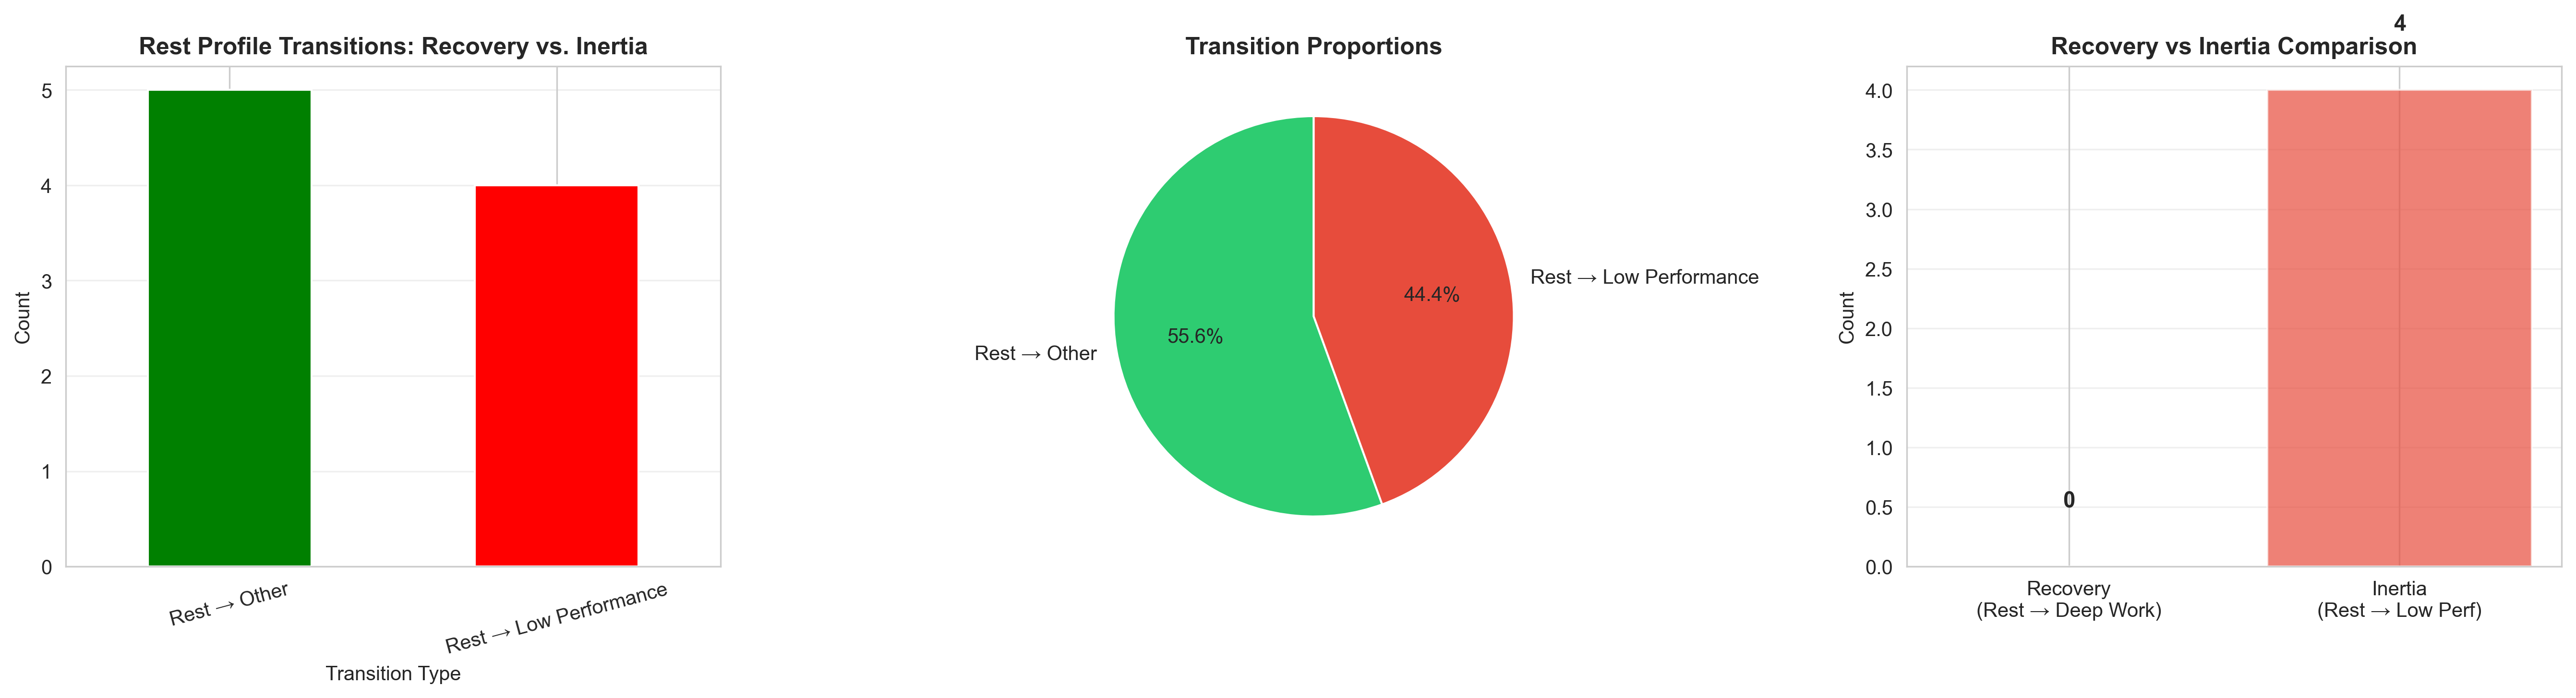 Rest Profile Transitions: Recovery vs. Inertia
Count
5
4
3
2
1
0
Rest → Other
Rest → Low Performance
Transition Type
Transition Proportions
Rest → Low Performance
44.4%
55.6%
Rest → Other
4
Recovery vs Inertia Comparison
Count
4.0
3.5
3.0
2.5
2.0
1.5
1.0
0.5
0.0
0
Recovery
(Rest → Deep Work)
Inertia
(Rest → Low Perf)